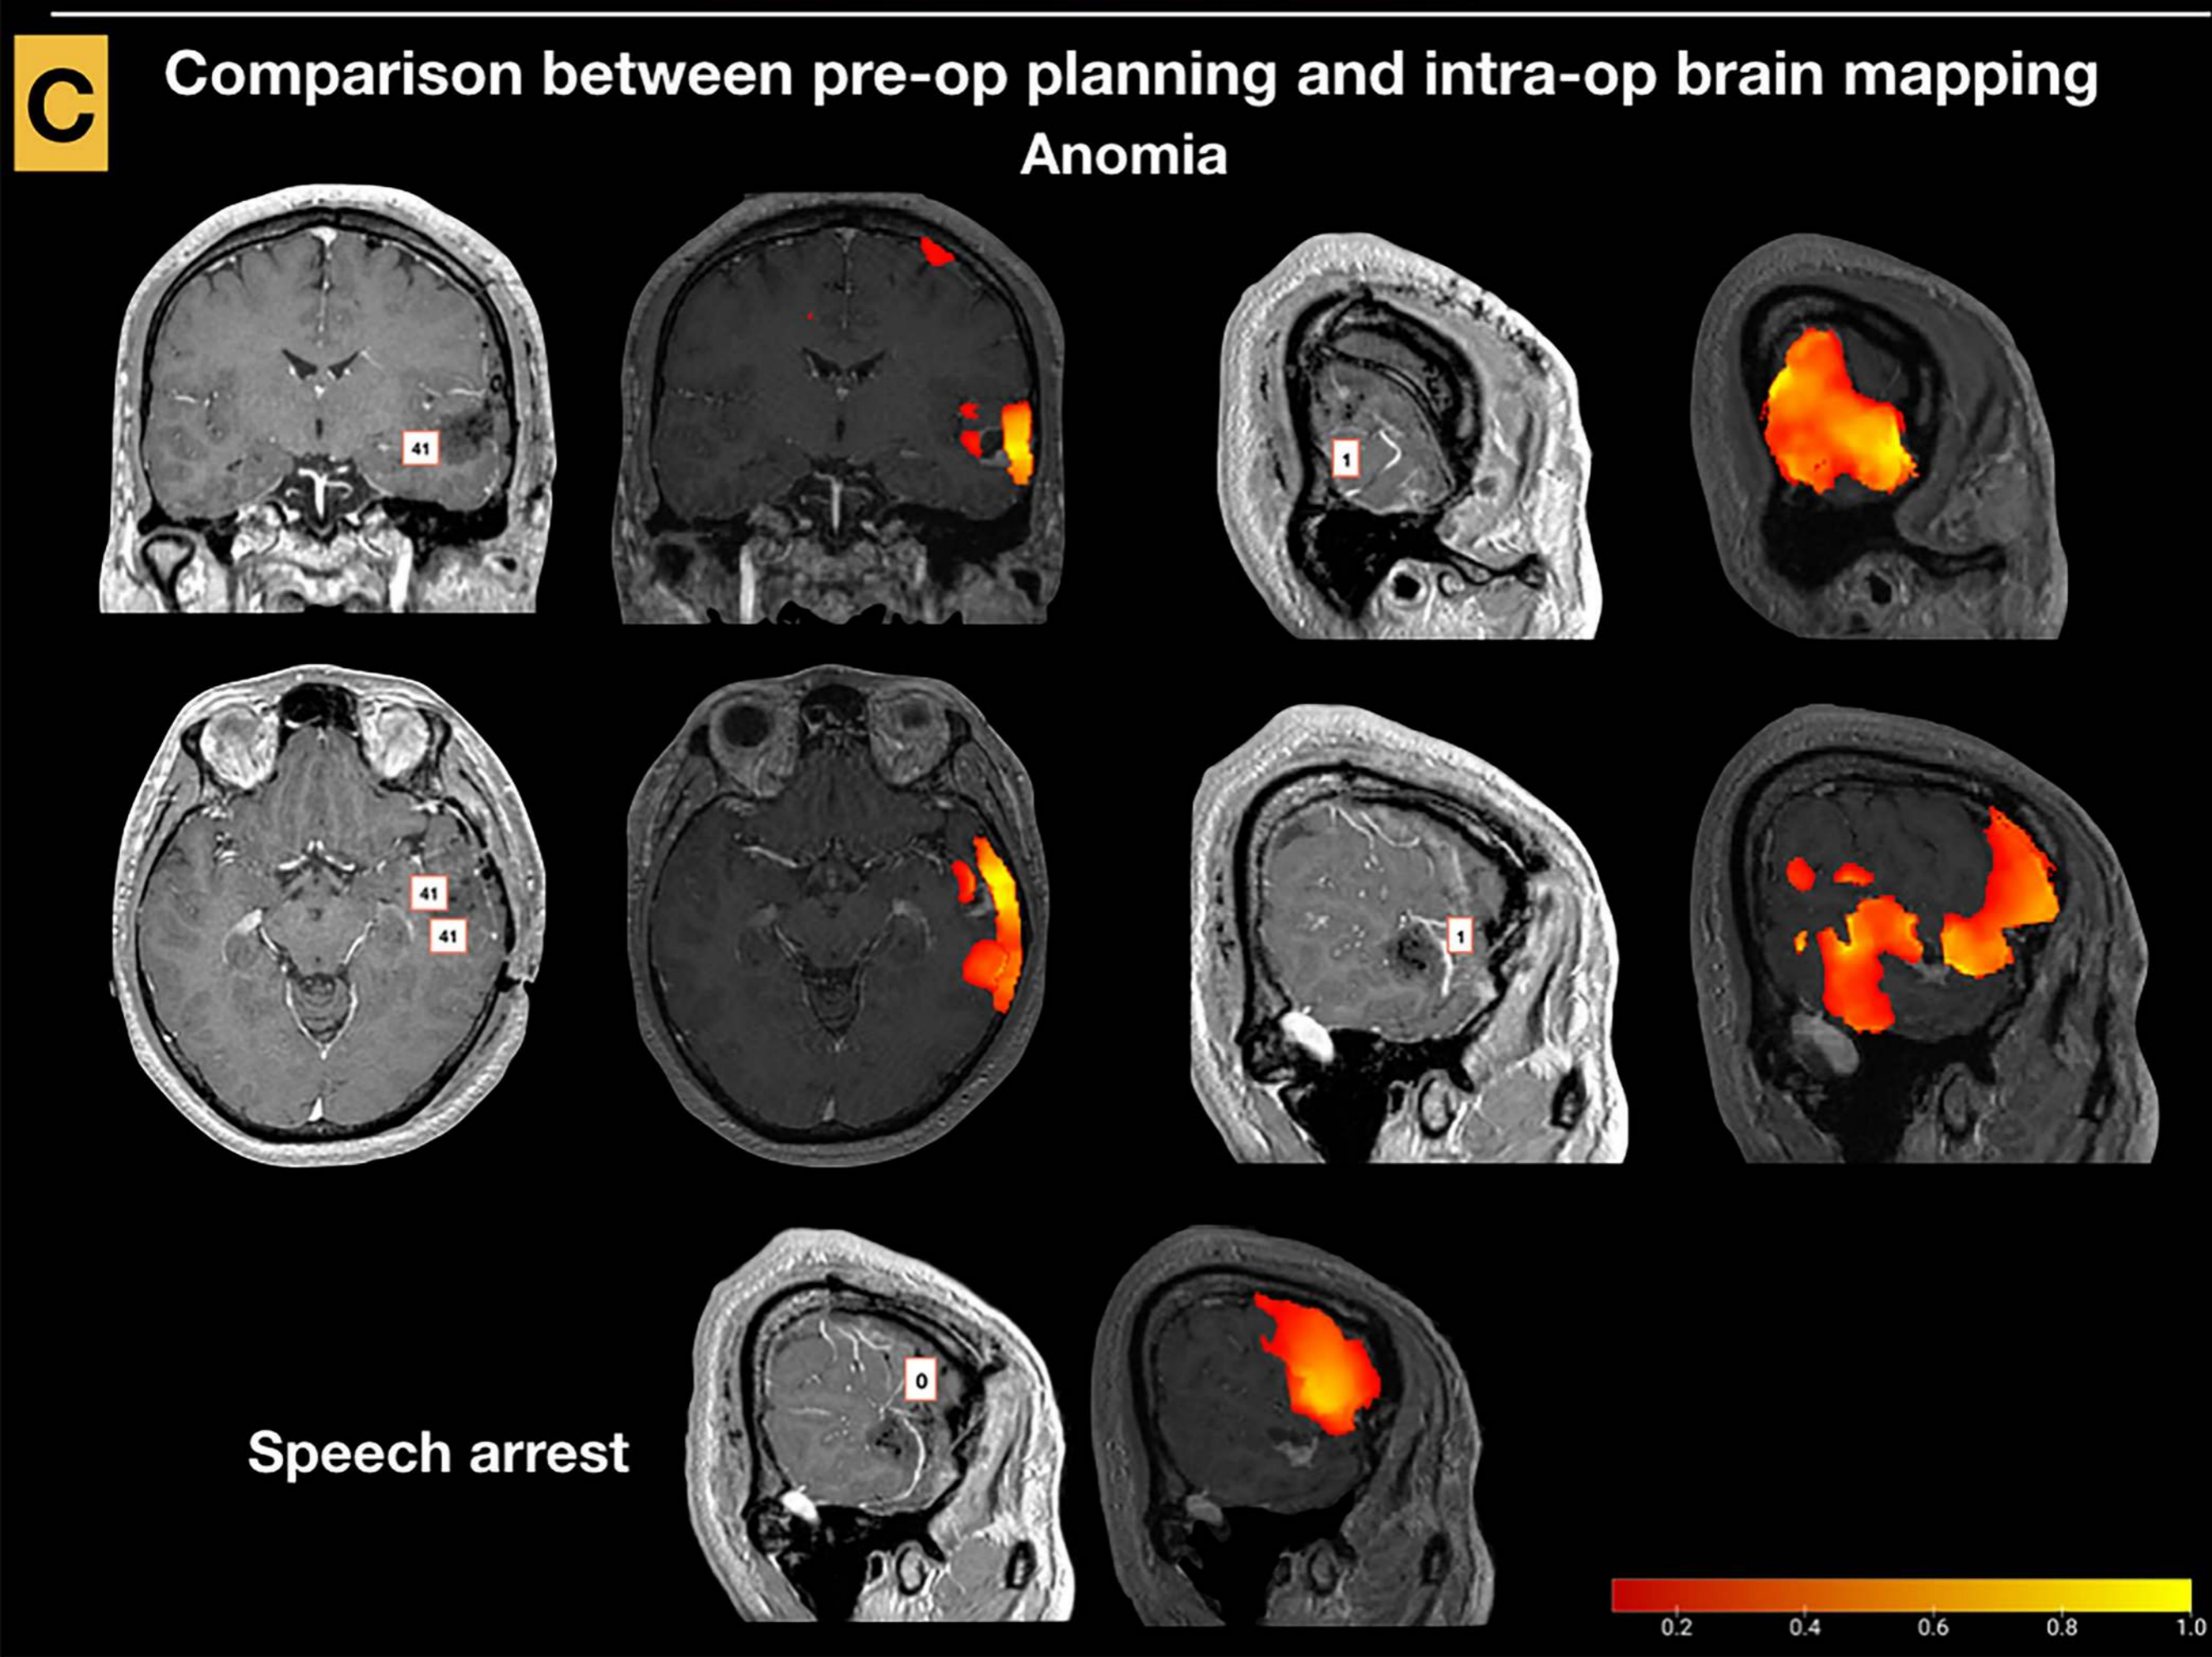 C
Comparison between pre-op planning and intra-op brain mapping
Anomia
41
1
41
41
1
0
Speech arrest
0.2 0.4 0.6 0.8 1.0